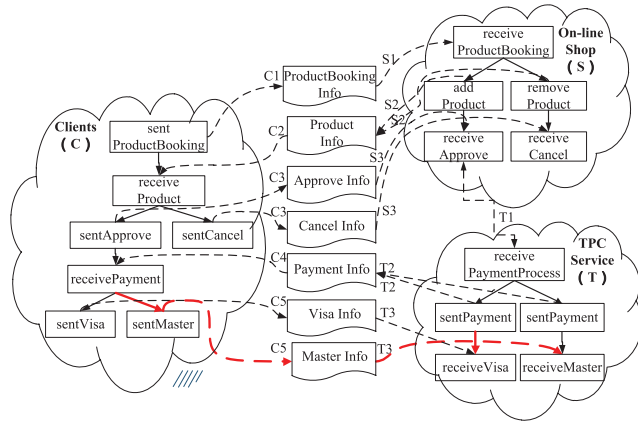 On-line
Shop
( S )
receive
ProductBooking
S1
C1
ProductBooking
Info
add
Product
remove
Product
S2
S2
Clients
( C )
sent
ProductBooking
C2
Product
Info
receive
Approve
receive
Cancel
S3
receive
Product
C3
Approve Info
S3
C3
Cancel Info
T1
sentApprove
sentCancel
TPC
Service
( T )
receive
PaymentProcess
C4
Payment Info
T2
T2
receivePayment
C5
Visa Info
T3
sentPayment
sentPayment
sentVisa
sentMaster
C5
Master Info
T3
receiveVisa
receiveMaster